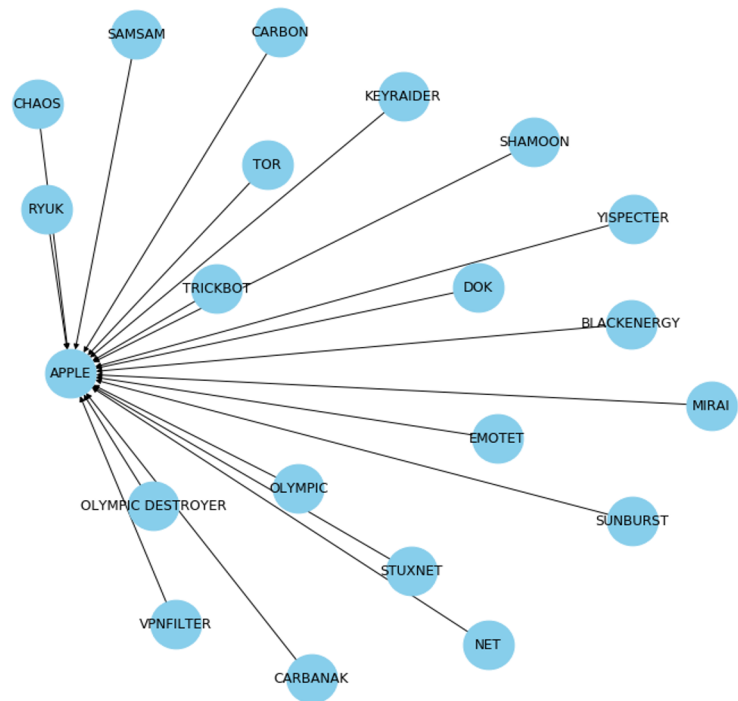 CARBON
SAMSAM
KEYRAIDER
CHAOS
SHAMOON
TOR
RYUK
YISPECTER
DOK
TRICKBOT
BLACKENERGY
APPLE
MIRAI
EMOTET
OLYMPIC
OLYMPIC DESTROYER
SUNBURST
STUXNET
VPNFILTER
NET
CARBANAK